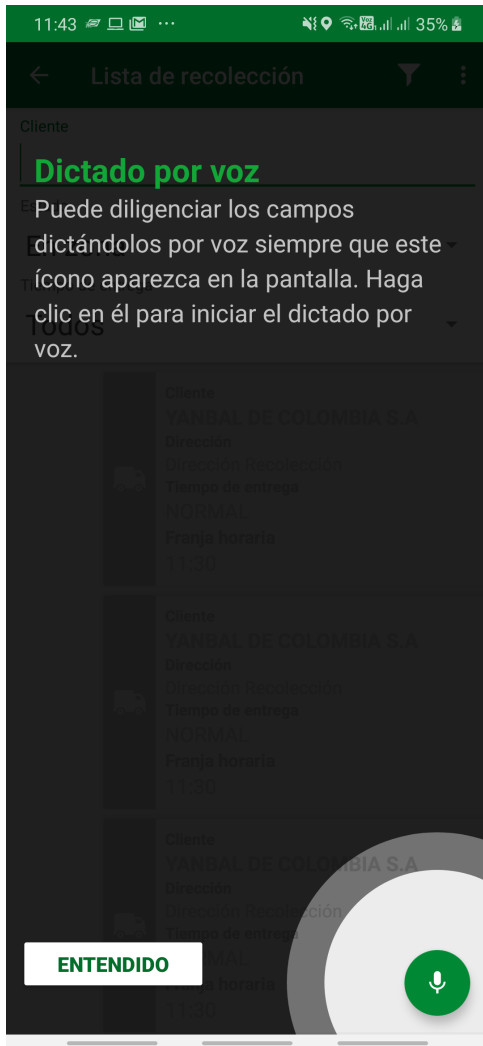 11:43
35%
Lista de recolección
Cliente
Dictado por voz
Puede diligenciar los campos
dictándolos por voz siempre que este
ícono aparezca en la pantalla. Haga
clic en él para iniciar el dictado por
voz.
En Zona
Todos
Cliente
YANBAL DE COLOMBIA S.A
Dirección
Dirección Recolección
Tiempo de entrega
NORMAL
Franja horaria
11:30
Cliente
YANBAL DE COLOMBIA S.A
Dirección
Dirección Recolección
Tiempo de entrega
NORMAL
Franja horaria
11:30
Cliente
YANBAL DE COLOMBIA S.A
Dirección
Dirección Recolección
Tiempo de entrega
Franja horaria
11:30
ENTENDIDO